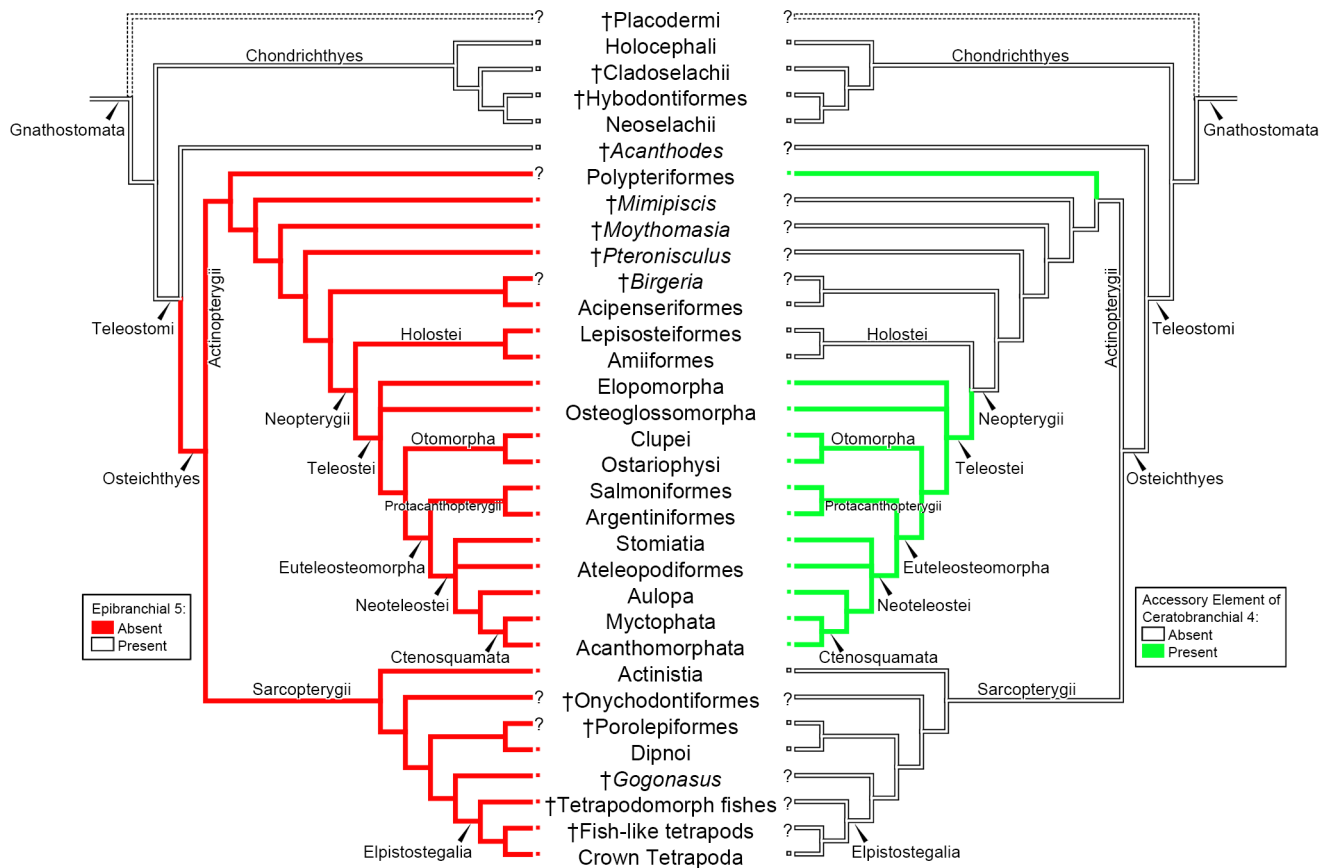 ? †Placodermi ?
Holocephali
Chondrichthyes
Chondrichthyes
†Cladoselachii
†Hybodontiformes
Gnathostomata
Neoselachii
Gnathostomata
†Acanthodes ?
? Polypteriformes
†Mimipiscis ?
†Moythomasia ?
†Pteronisculus ?
? †Birgeria ?
Actinopterygii
Actinopterygii
Acipenseriformes
Teleostomi
Holostei
Lepisosteiformes
Holostei
Teleostomi
Amiiformes
Elopomorpha
Neopterygii
Osteoglossomorpha
Neopterygii
Otomorpha
Clupei
Otomorpha
Teleostei
Ostariophysi
Teleostei
Osteichthyes
Osteichthyes
Salmoniformes
Protacanthopterygii
Protacanthopterygii
Argentiniformes
Stomiatia
Euteleosteomorpha
Ateleopodiformes
Euteleosteomorpha
Neoteleostei
Aulopa
Neoteleostei
Myctophata
Acanthomorphata
Ctenosquamata
Ctenosquamata
Epibranchial 5:
Absent
Present
Accessory Element of
Ceratobranchial 4:
Absent
Present
Actinistia
Sarcopterygii
Sarcopterygii
? †Onychodontiformes ?
? †Porolepiformes
Dipnoi
†Gogonasus ?
†Tetrapodomorph fishes ?
†Fish-like tetrapods ?
Elpistostegalia
Crown Tetrapoda
Elpistostegalia